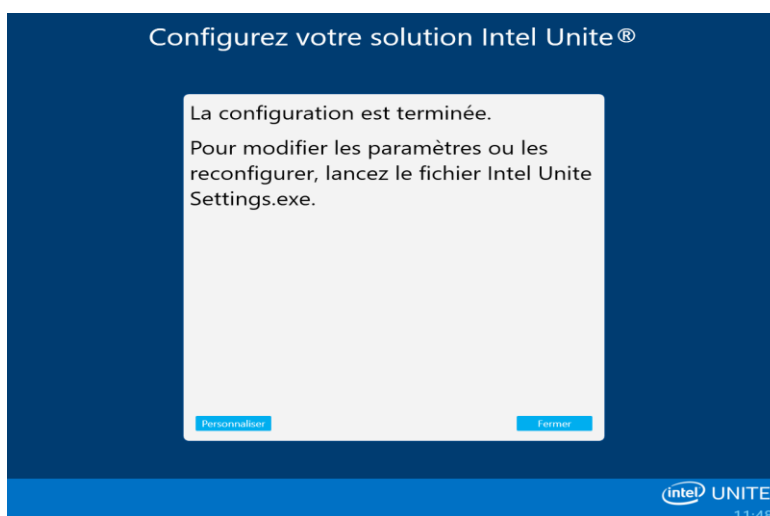 Configurez votre solution Intel Unite®
La configuration est terminée.
Pour modifier les paramètres ou les
reconfigurer, lancez le fichier Intel Unite
Settings.exe.
Personnaliser
Fermer
intel UNITE